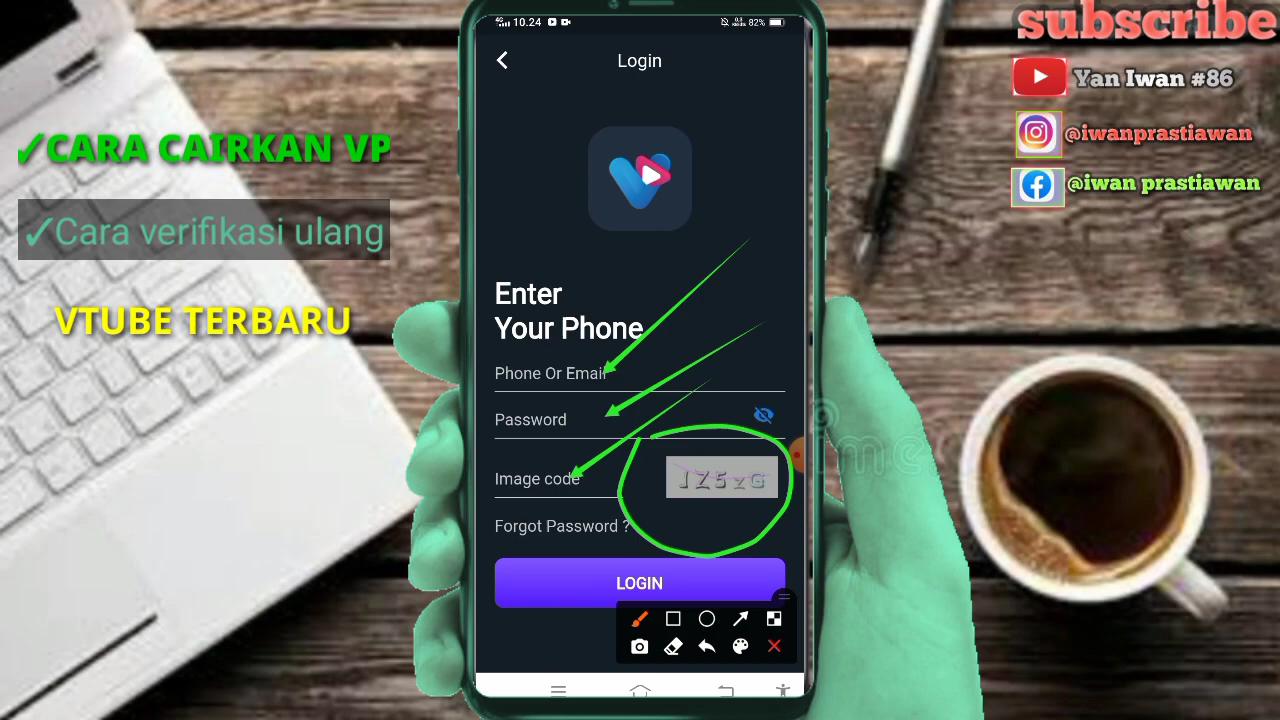 ✓CARA CAIRKAN VP
✓Cara verifikasi ulang
VTUBE TERBARU
10.24
82%
Login
Enter
Your Phone
Phone Or Email
Password
Image code
1Z5zG
Forgot Password ?
LOGIN
subscribe
Yan Iwan #86
@iwanprastiawan
@iwan prastiawan